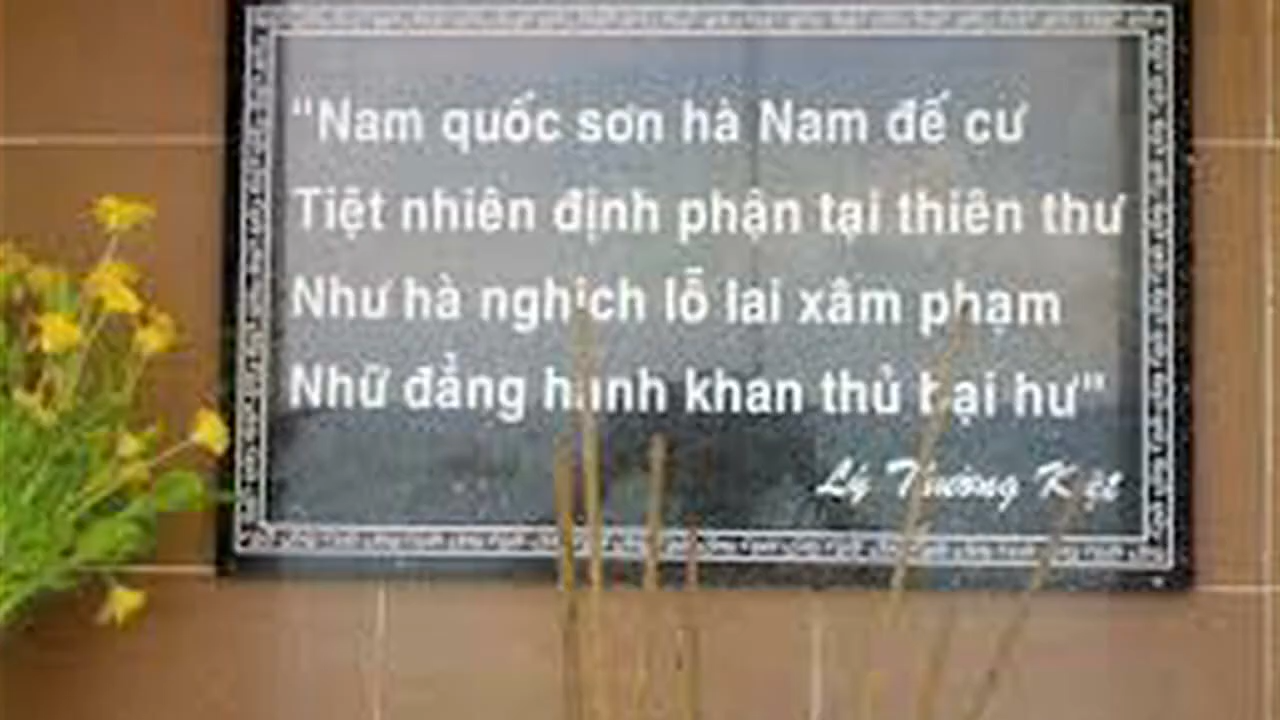 "Nam quốc sơn hà Nam đế cư
Tiệt nhiên định phận tại thiên thư
Như hà nghịch lỗ lai xâm phạm
Nhữ đẳng hành khan thủ bại hư"
Lý Thường Kiệt